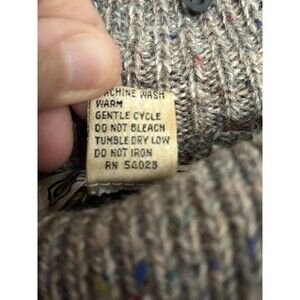 MACHINE WASH
WARM
GENTLE CYCLE
DO NOT BLEACH
TUMBLE DRY LOW
DO NOT IRON
RN 54023